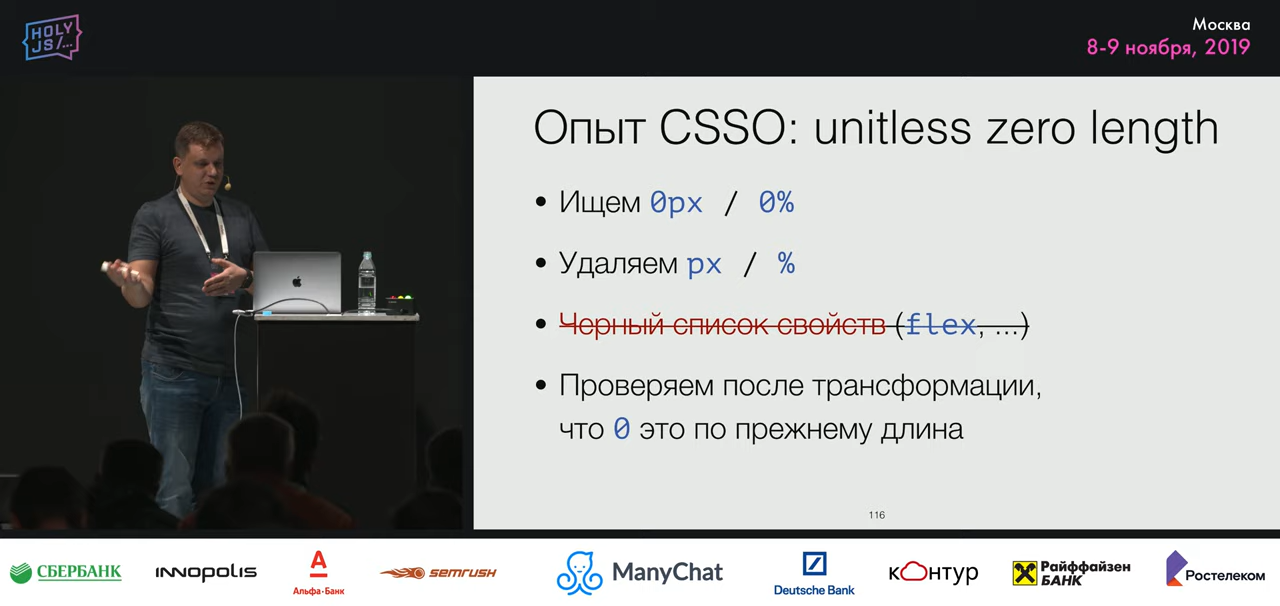 HOLY
JS/...
Москва
8-9 ноября, 2019
Опыт CSSO: unitless zero length
• Ищем 0px / 0%
• Удаляем px / %
• Черный список свойств (flex, ...)
• Проверяем после трансформации,
что 0 это по прежнему длина
116
СБЕРБАНК
INNOPOLIS
Альфа·Банк
semrush
ManyChat
Deutsche Bank
контур
Райффайзен
БАНК
Ростелеком